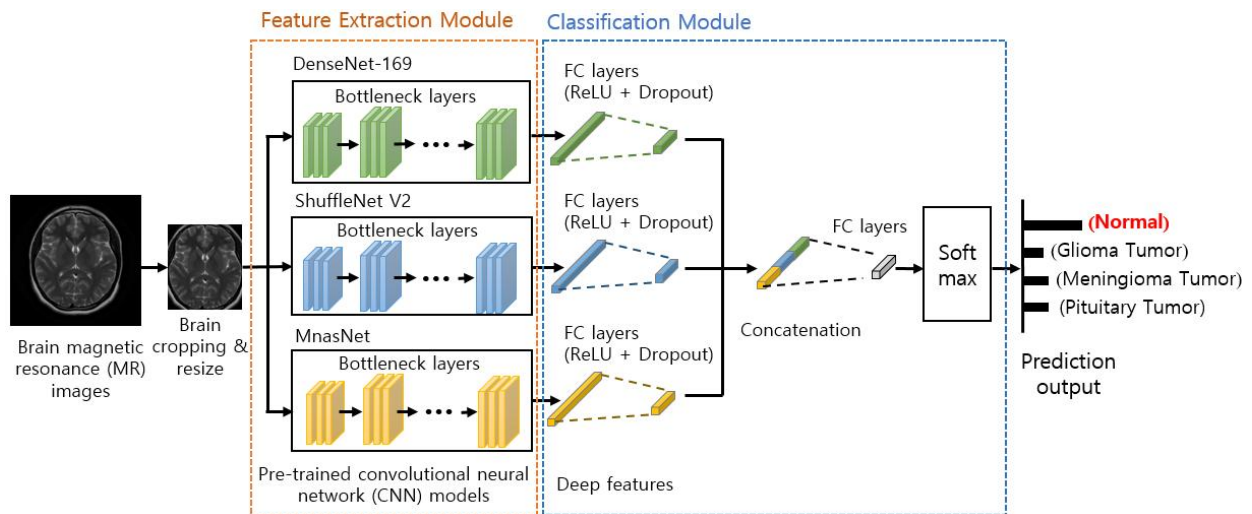 Feature Extraction Module
Classification Module
DenseNet-169
Bottleneck layers
FC layers
(ReLU + Dropout)
ShuffleNet V2
Bottleneck layers
FC layers
(ReLU + Dropout)
MnasNet
Bottleneck layers
FC layers
(ReLU + Dropout)
Brain magnetic
resonance (MR)
images
Brain
cropping &
resize
Pre-trained convolutional neural
network (CNN) models
Deep features
Concatenation
FC layers
Soft
max
(Normal)
(Glioma Tumor)
(Meningioma Tumor)
(Pituitary Tumor)
Prediction
output